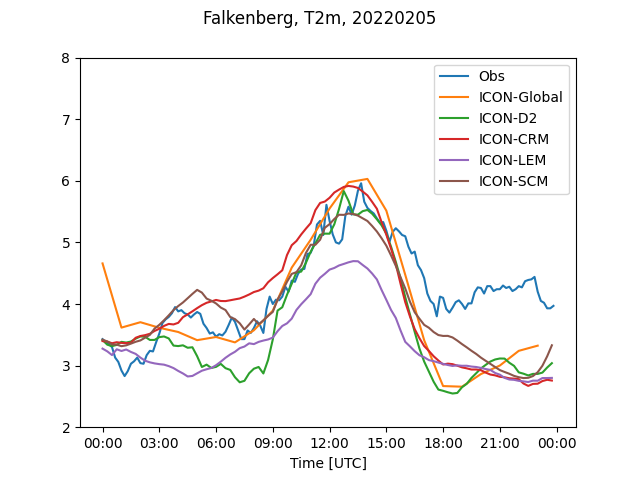 Falkenberg, T2m, 20220205
8
7
6
5
4
3
2
Obs
ICON-Global
ICON-D2
ICON-CRM
ICON-LEM
ICON-SCM
00:00 03:00 06:00 09:00 12:00 15:00 18:00 21:00 00:00
Time [UTC]